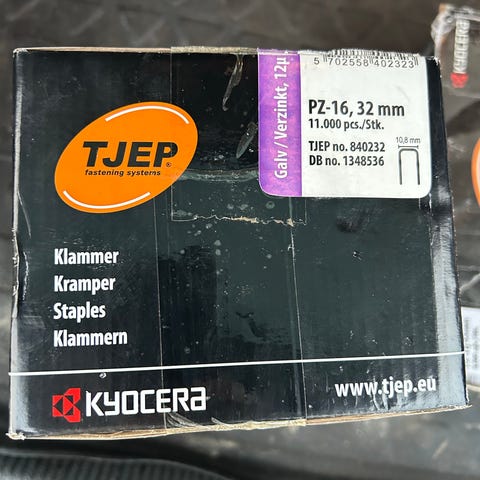 5 702558 402323
Galv / Verzinkt, 12µ
PZ-16, 32 mm
11.000 pcs./Stk.
TJEP no. 840232
DB no. 1348536
10,8 mm
TJEP®
fastening systems
Klammer
Kramper
Staples
Klammern
KYOCERA
www.tjep.eu
KYOCERA